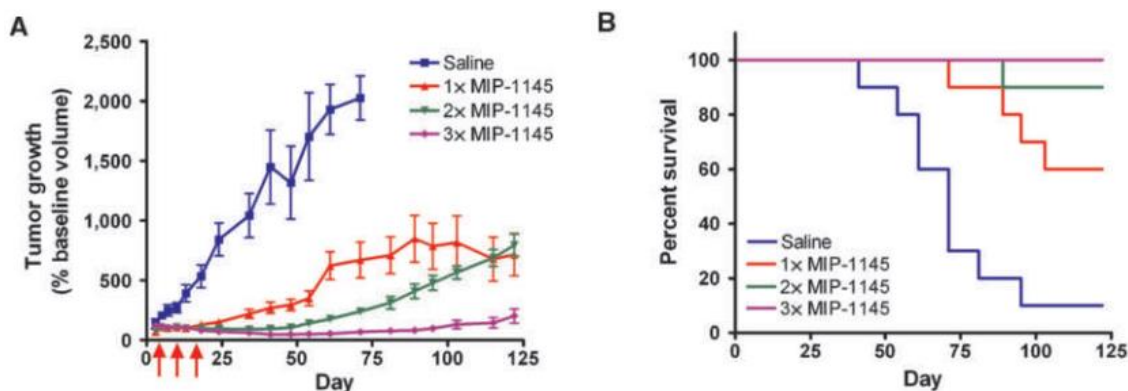 A
Tumor growth
(% baseline volume)
2,500
2,000
1,500
1,000
500
0
Saline
1× MIP-1145
2× MIP-1145
3× MIP-1145
0 25 50 75 100 125
Day
B
Percent survival
100
80
60
40
20
0
Saline
1× MIP-1145
2× MIP-1145
3× MIP-1145
0 25 50 75 100 125
Day